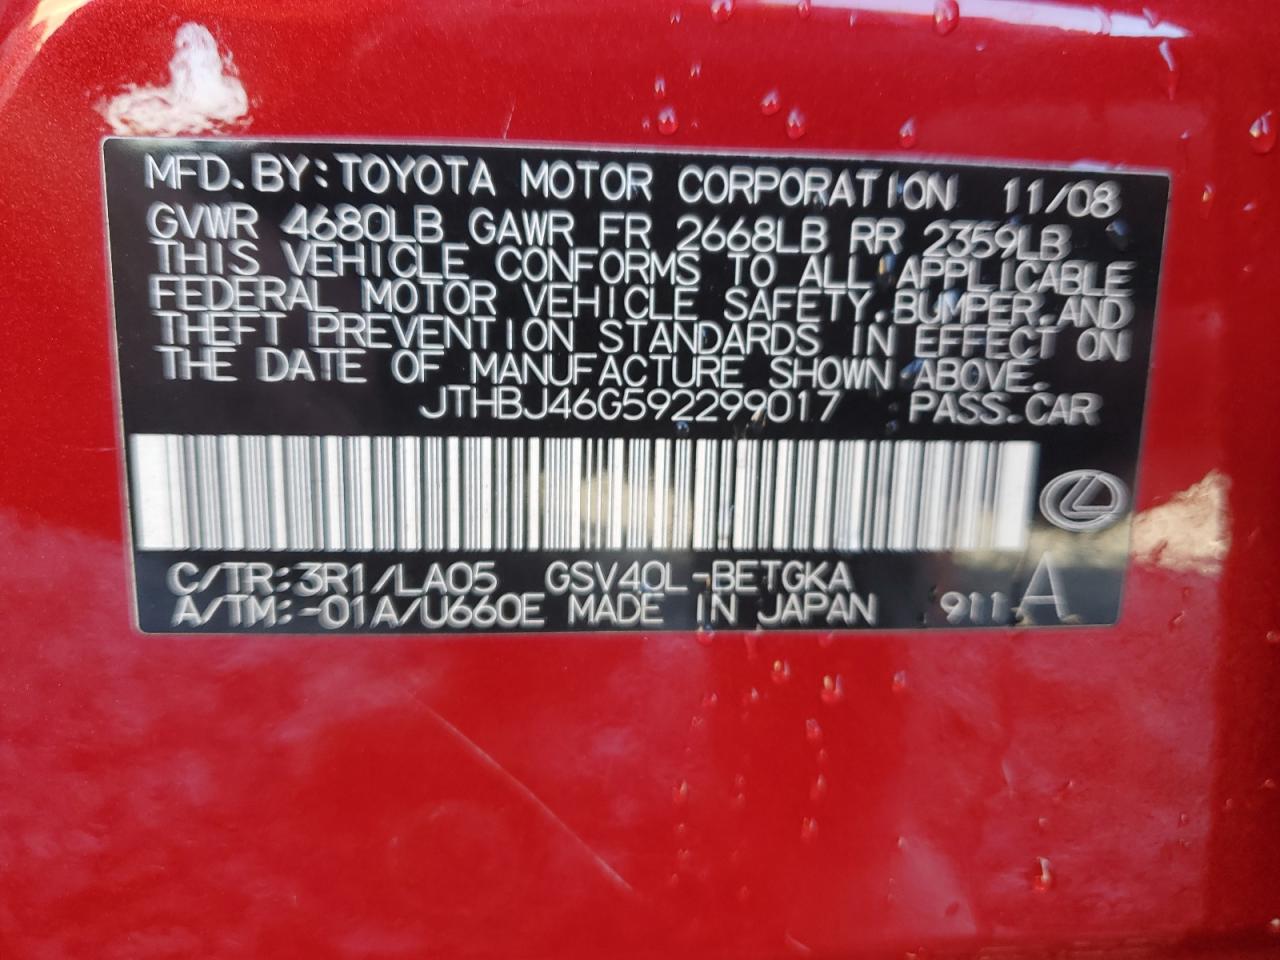 MFD.BY:TOYOTA MOTOR CORPORATION 11/08
GVWR 4680LB GAWR FR 2668LB RR 2359LB
THIS VEHICLE CONFORMS TO ALL APPLICABLE
FEDERAL MOTOR VEHICLE SAFETY.BUMPER.AND
THEFT PREVENTION STANDARDS IN EFFECT ON
THE DATE OF MANUFACTURE SHOWN ABOVE.
JTHBJ46G592299017 PASS.CAR
C/TR:3R1/LA05 GSV40L-BETGKA
A/TM:-01A/U660E MADE IN JAPAN 911 A